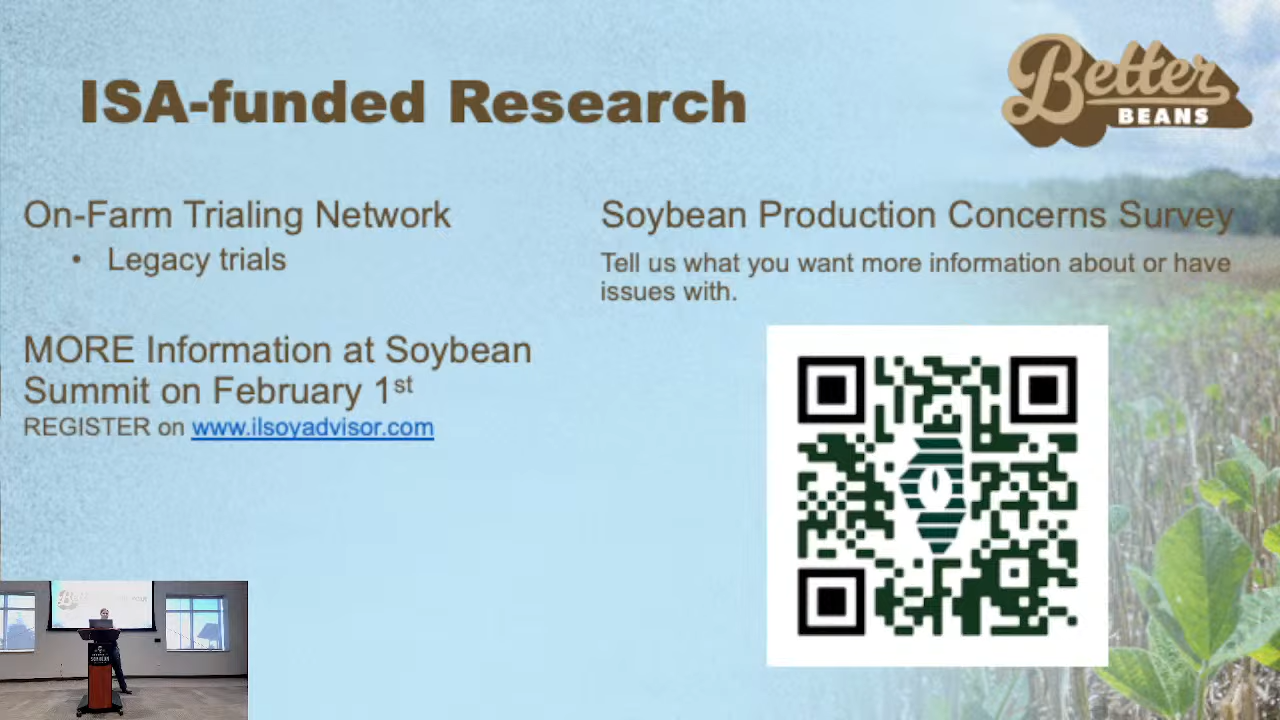 ISA-funded Research
Better
BEANS
On-Farm Trialing Network
• Legacy trials
MORE Information at Soybean
Summit on February 1st
REGISTER on www.ilsoyadvisor.com
Soybean Production Concerns Survey
Tell us what you want more information about or have
issues with.